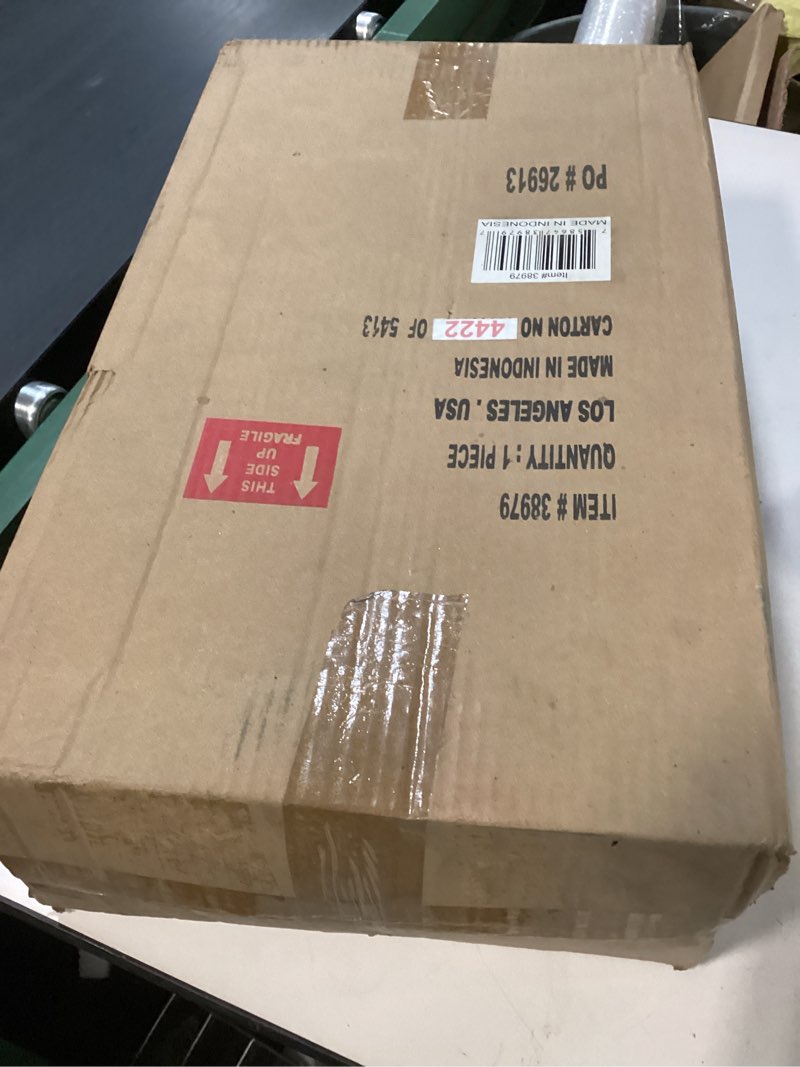 ITEM # 38979
QUANTITY : 1 PIECE
LOS ANGELES . USA
MADE IN INDONESIA
CARTON NO 4422 OF 5413
Item# 38979
MADE IN INDONESIA
PO # 26913
THIS
SIDE
UP
FRAGILE